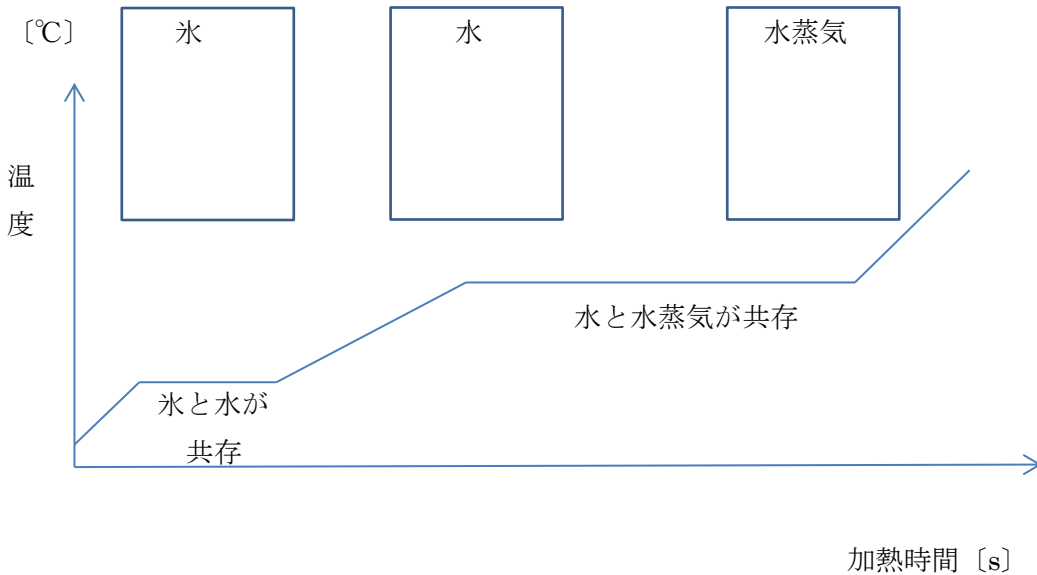 〔℃〕
氷
水
水蒸気
温
度
水と水蒸気が共存
氷と水が
共存
加熱時間〔s〕